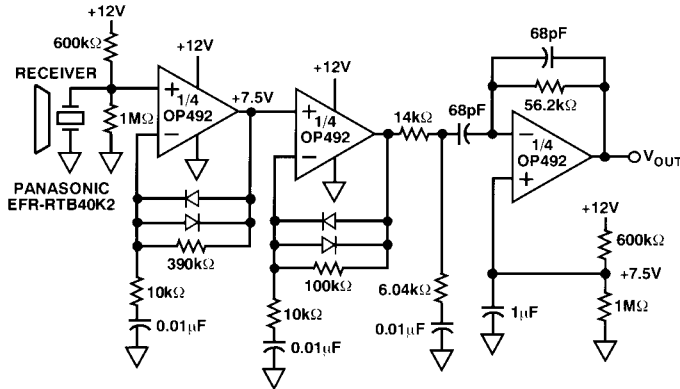 +12V
600kΩ
RECEIVER
1MΩ
PANASONIC
EFR-RTB40K2
+12V
+
1/4
OP492
−
+7.5V
390kΩ
10kΩ
0.01µF
+12V
+
1/4
OP492
−
100kΩ
10kΩ
0.01µF
14kΩ
68pF
6.04kΩ
0.01µF
68pF
56.2kΩ
−
1/4
OP492
+
VOUT
+12V
600kΩ
+7.5V
1µF
1MΩ